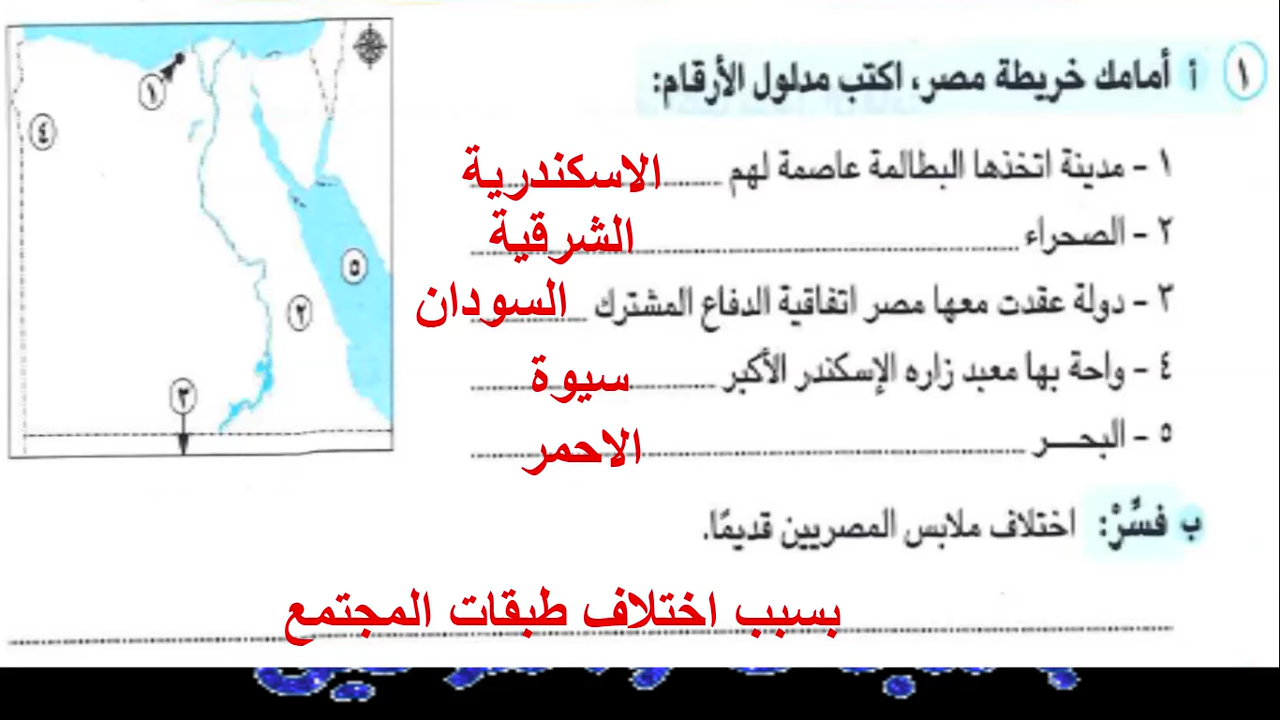 ١ أ أمامك خريطة مصر، اكتب مدلول الأرقام:
١ - مدينة اتخذها البطالمة عاصمة لهم الاسكندرية
٢ - الصحراء الشرقية
٣ - دولة عقدت معها مصر اتفاقية الدفاع المشترك السودان
٤ - واحة بها معبد زاره الإسكندر الأكبر سيوة
٥ - البحـــر الاحمر
ب فسِّرْ: اختلاف ملابس المصريين قديمًا.
بسبب اختلاف طبقات المجتمع
١
٤
٥
٢
٣